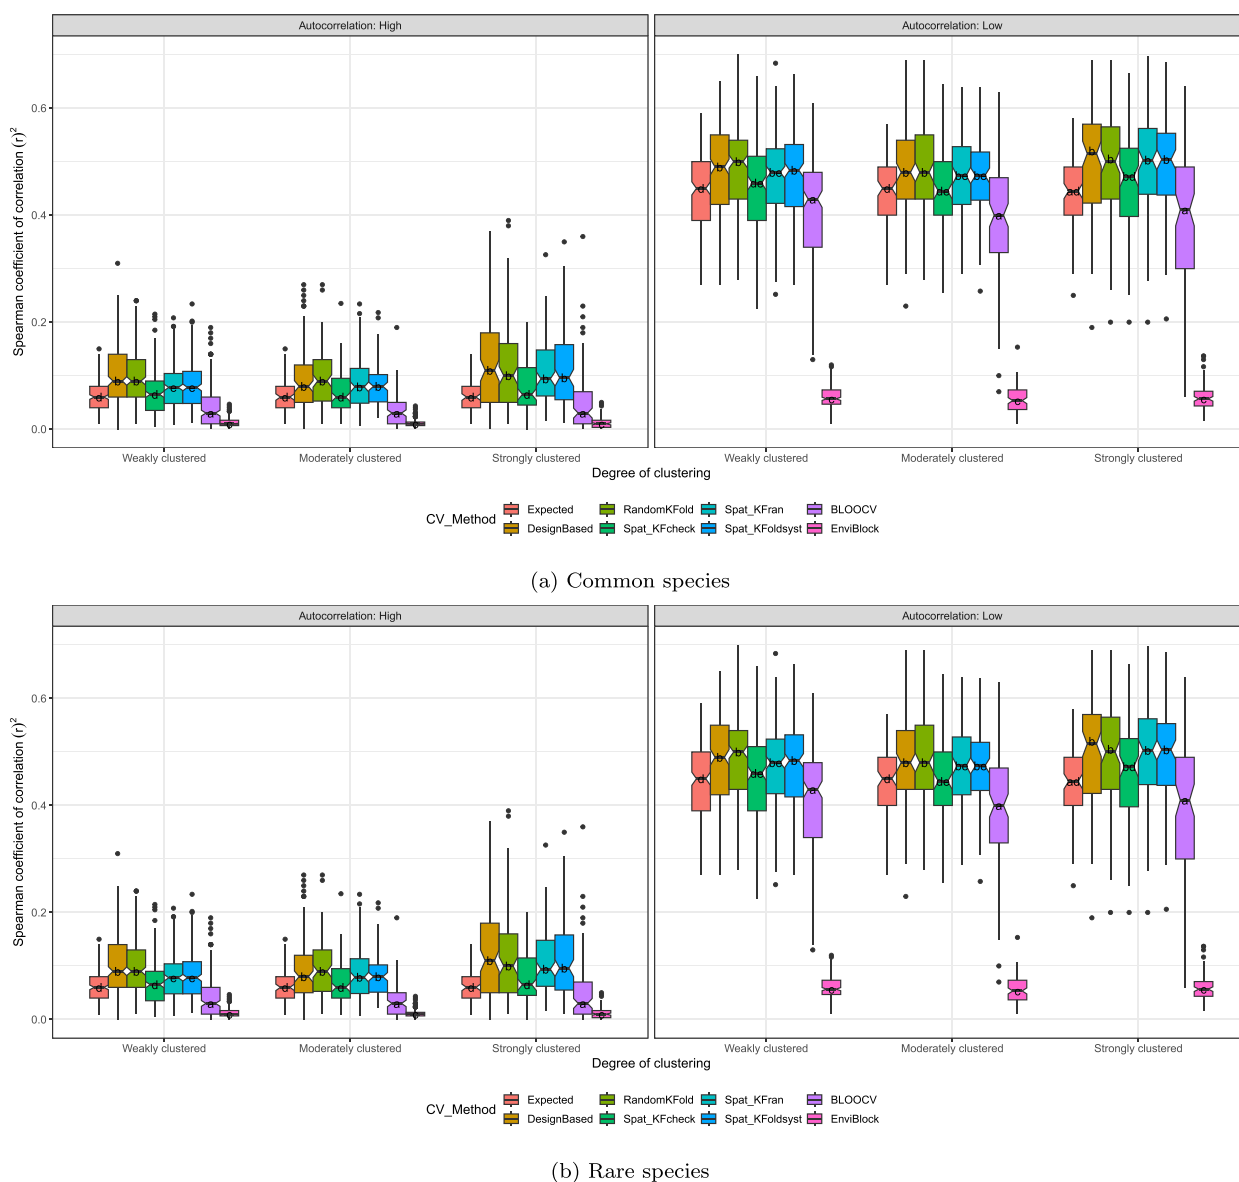 Autocorrelation: High
Autocorrelation: Low
Spearman coefficient of correlation (r)²
0.6
0.4
0.2
0.0
Weakly clustered
Moderately clustered
Strongly clustered
Weakly clustered
Moderately clustered
Strongly clustered
Degree of clustering
CV_Method
Expected
RandomKFold
Spat_KFran
BLOOCV
DesignBased
Spat_KFcheck
Spat_KFoldsyst
EnviBlock
(a) Common species
Autocorrelation: High
Autocorrelation: Low
Spearman coefficient of correlation (r)²
0.6
0.4
0.2
0.0
Weakly clustered
Moderately clustered
Strongly clustered
Weakly clustered
Moderately clustered
Strongly clustered
Degree of clustering
CV_Method
Expected
RandomKFold
Spat_KFran
BLOOCV
DesignBased
Spat_KFcheck
Spat_KFoldsyst
EnviBlock
(b) Rare species